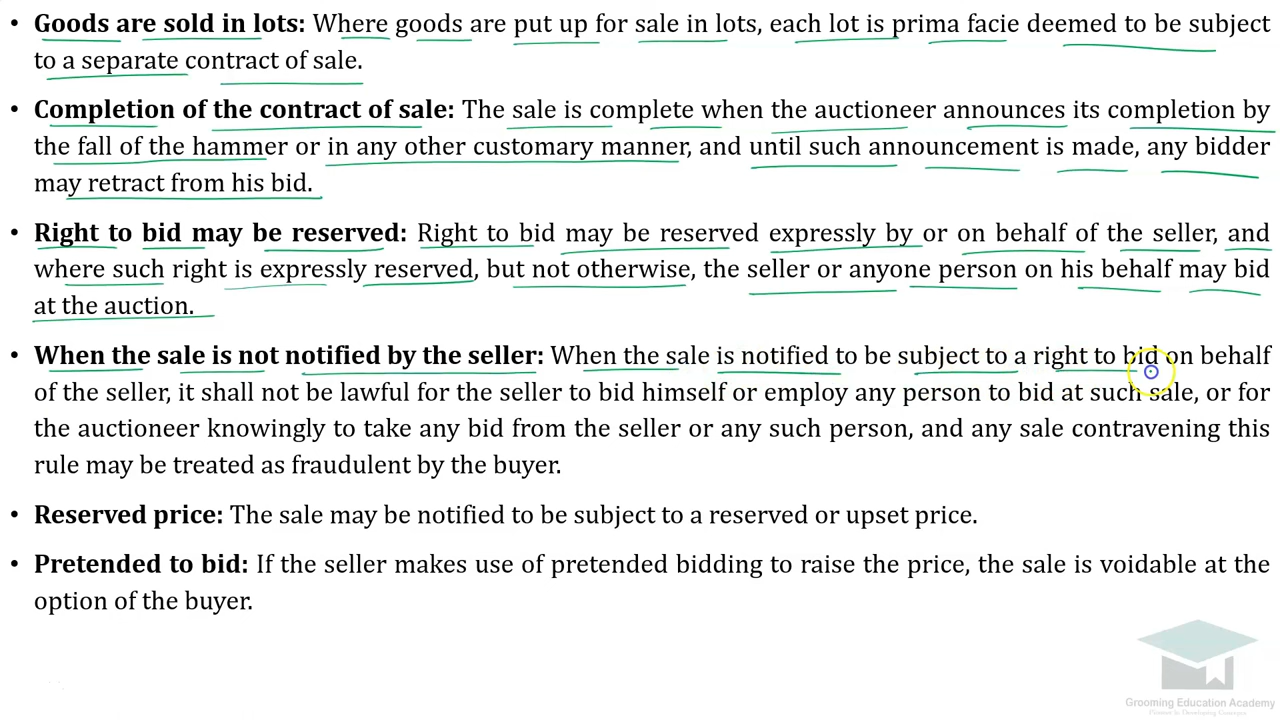 • Goods are sold in lots: Where goods are put up for sale in lots, each lot is prima facie deemed to be subject
to a separate contract of sale.
• Completion of the contract of sale: The sale is complete when the auctioneer announces its completion by
the fall of the hammer or in any other customary manner, and until such announcement is made, any bidder
may retract from his bid.
• Right to bid may be reserved: Right to bid may be reserved expressly by or on behalf of the seller, and
where such right is expressly reserved, but not otherwise, the seller or anyone person on his behalf may bid
at the auction.
• When the sale is not notified by the seller: When the sale is notified to be subject to a right to bid on behalf
of the seller, it shall not be lawful for the seller to bid himself or employ any person to bid at such sale, or for
the auctioneer knowingly to take any bid from the seller or any such person, and any sale contravening this
rule may be treated as fraudulent by the buyer.
• Reserved price: The sale may be notified to be subject to a reserved or upset price.
• Pretended to bid: If the seller makes use of pretended bidding to raise the price, the sale is voidable at the
option of the buyer.
Grooming Education Academy